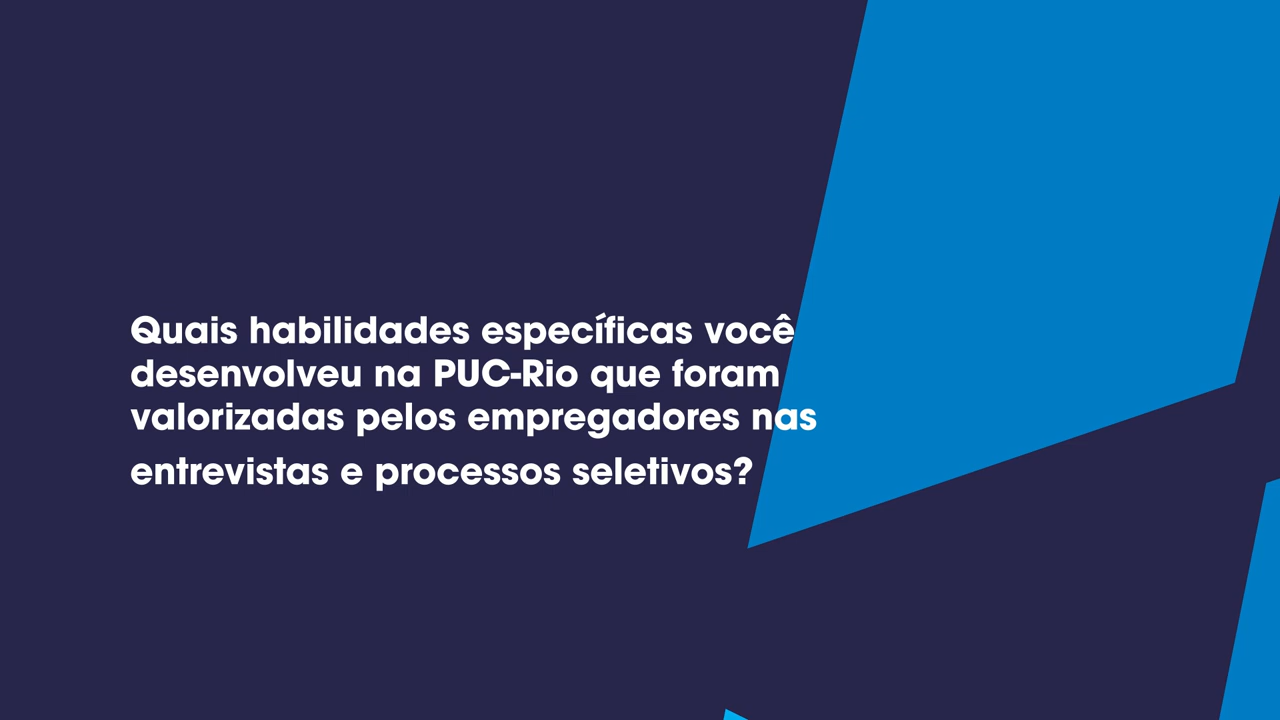 Quais habilidades específicas você
desenvolveu na PUC-Rio que foram
valorizadas pelos empregadores nas
entrevistas e processos seletivos?